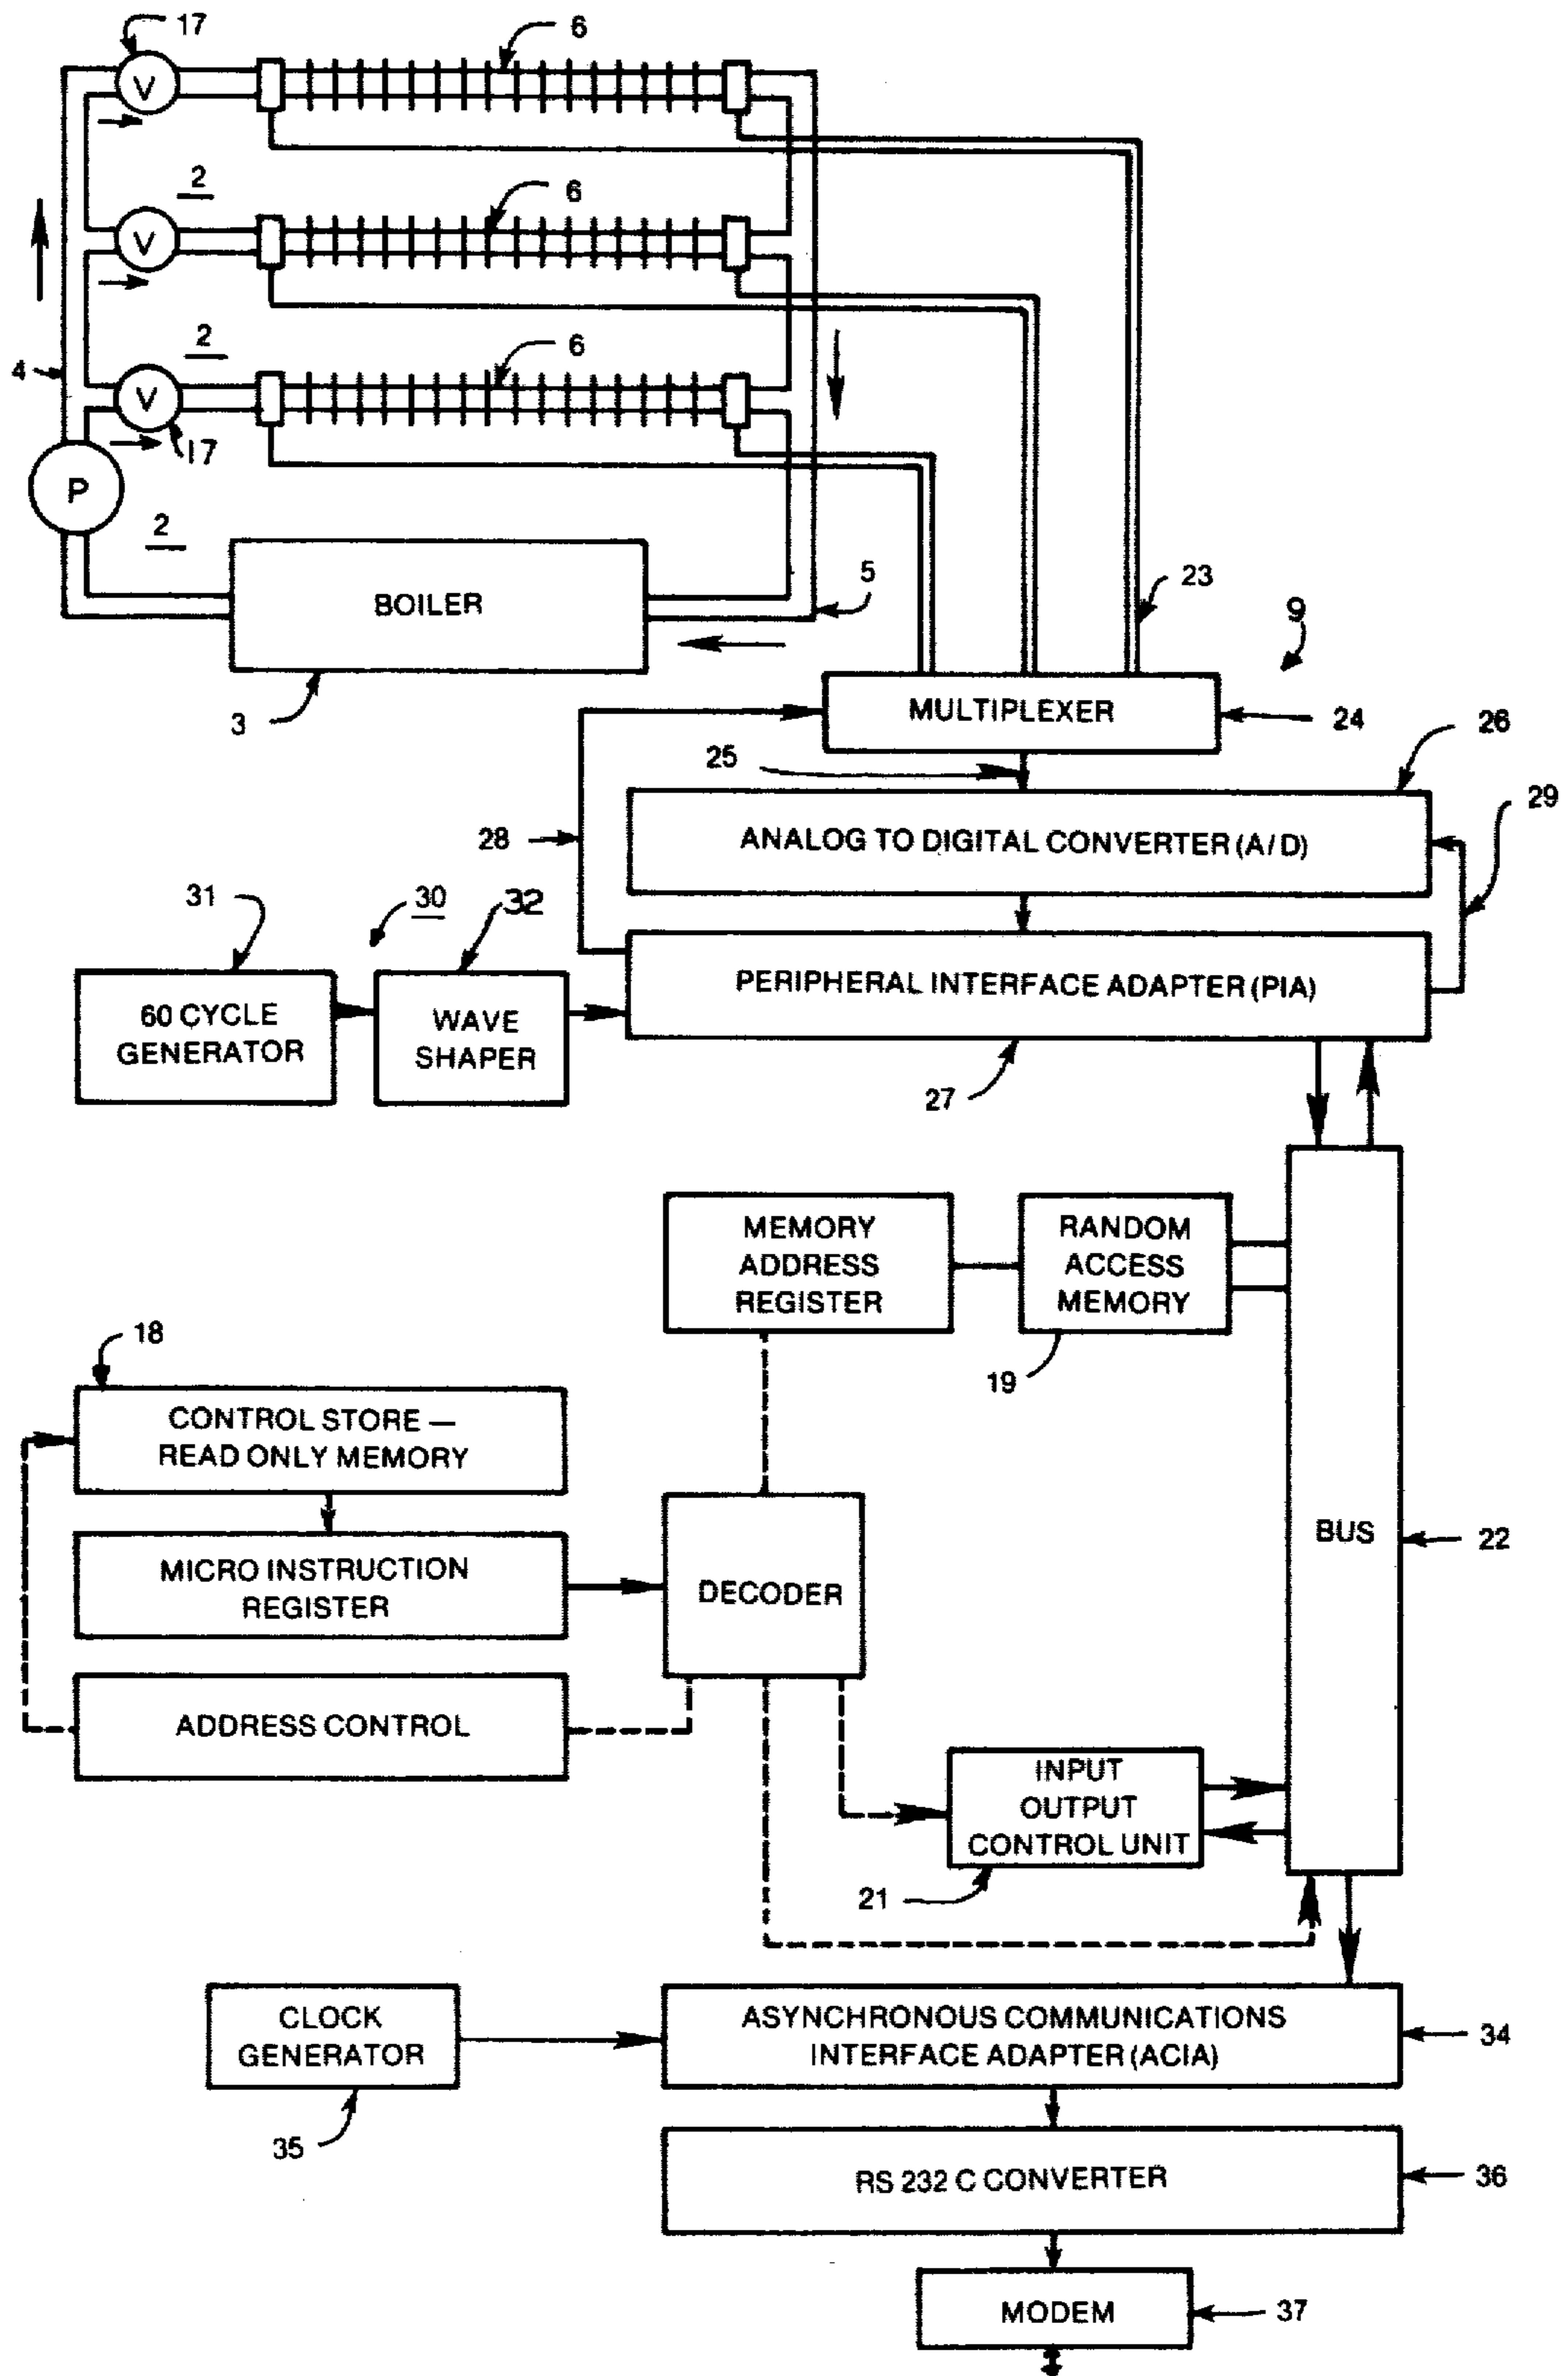 17
6
V
2
6
V
2
6
4
V
17
P
2
BOILER
5
23
9
3
MULTIPLEXER
24
25
26
28
ANALOG TO DIGITAL CONVERTER (A/D)
29
31
30
32
60 CYCLE
GENERATOR
WAVE
SHAPER
PERIPHERAL INTERFACE ADAPTER (PIA)
27
MEMORY
ADDRESS
REGISTER
RANDOM
ACCESS
MEMORY
19
18
CONTROL STORE —
READ ONLY MEMORY
MICRO INSTRUCTION
REGISTER
DECODER
BUS
22
ADDRESS CONTROL
INPUT
OUTPUT
CONTROL UNIT
21
CLOCK
GENERATOR
35
ASYNCHRONOUS COMMUNICATIONS
INTERFACE ADAPTER (ACIA)
34
RS 232 C CONVERTER
36
MODEM
37